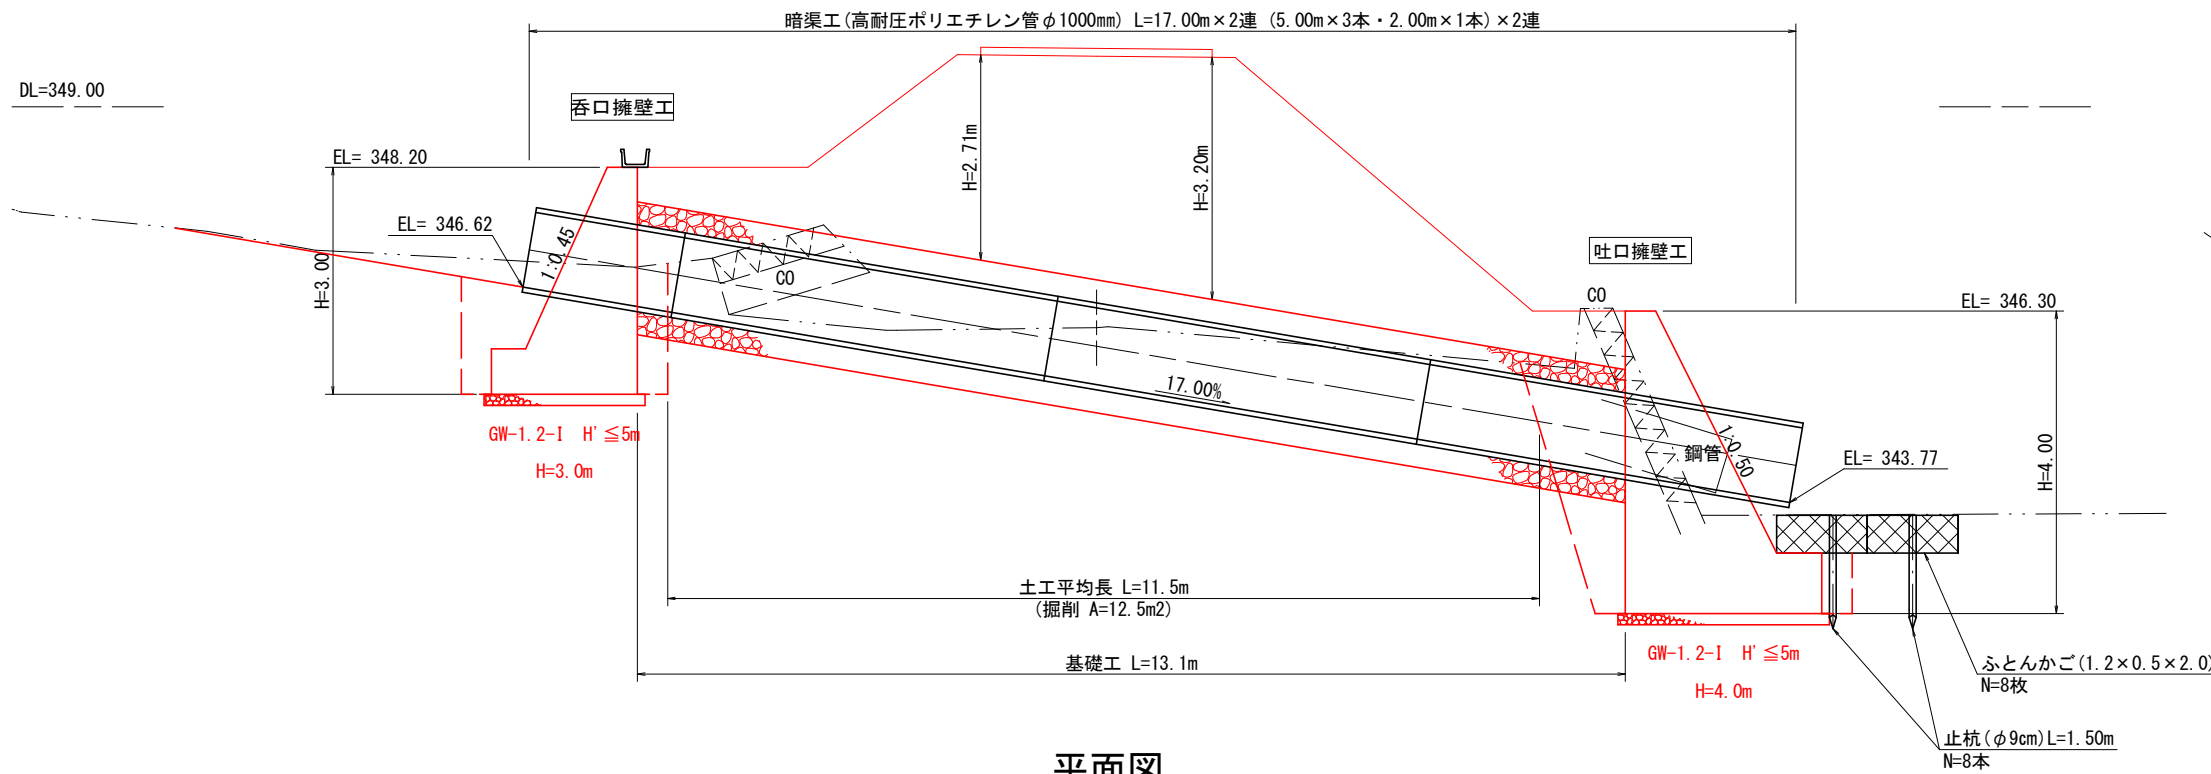 暗渠工(高耐圧ポリエチレン管φ1000mm) L=17.00m×2連 (5.00m×3本・2.00m×1本)×2連
DL=349.00
呑口擁壁工
EL= 348.20
H=2.71m
H=3.20m
EL= 346.62
1:0.45
H=3.00
CO
吐口擁壁工
CO
EL= 346.30
17.00%
GW-1.2-I H'≦5m
H=3.0m
鋼管
1:0.50
EL= 343.77
H=4.00
土工平均長 L=11.5m
(掘削 A=12.5m2)
基礎工 L=13.1m
GW-1.2-I H'≦5m
H=4.0m
ふとんかご(1.2×0.5×2.0)
N=8枚
止杭(φ9cm)L=1.50m
N=8本
平面図